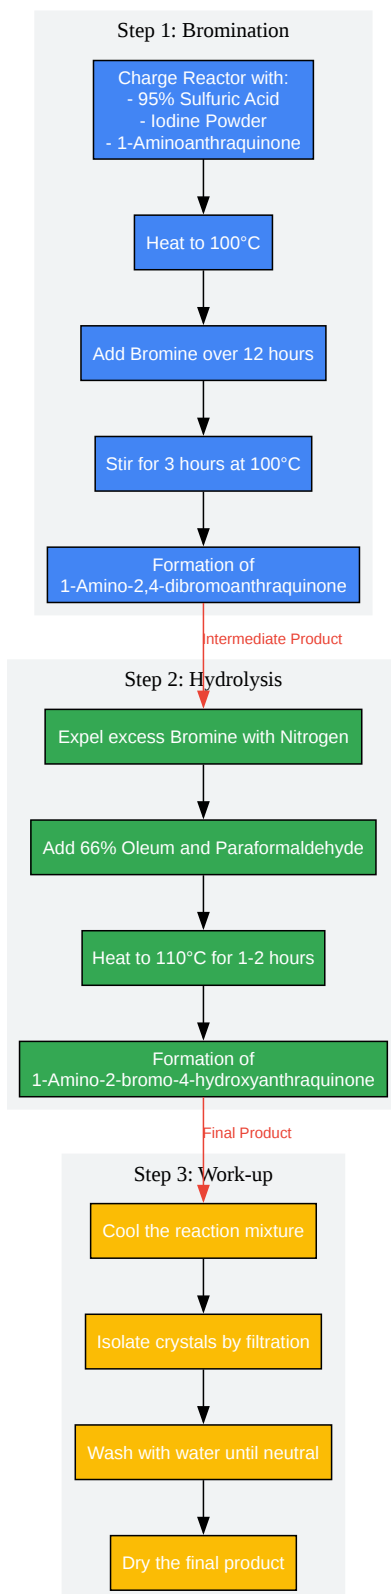 Step 1: Bromination
Charge Reactor with:
- 95% Sulfuric Acid
- Iodine Powder
- 1-Aminoanthraquinone
Heat to 100°C
Add Bromine over 12 hours
Stir for 3 hours at 100°C
Formation of
1-Amino-2,4-dibromoanthraquinone
Intermediate Product
Step 2: Hydrolysis
Expel excess Bromine with Nitrogen
Add 66% Oleum and Paraformaldehyde
Heat to 110°C for 1-2 hours
Formation of
1-Amino-2-bromo-4-hydroxyanthraquinone
Final Product
Step 3: Work-up
Cool the reaction mixture
Isolate crystals by filtration
Wash with water until neutral
Dry the final product